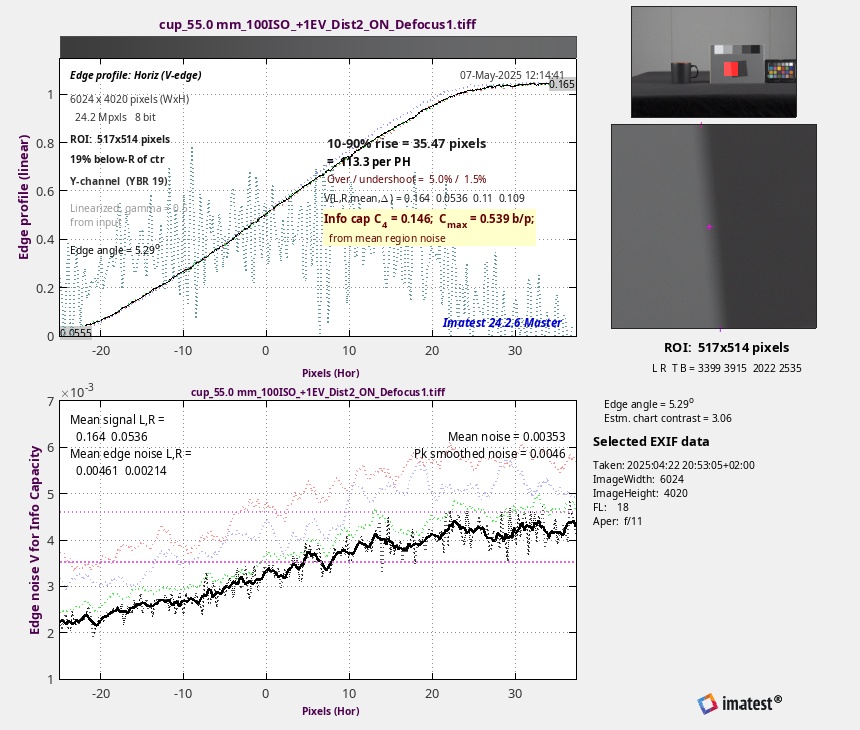 cup_55.0 mm_100ISO_+1EV_Dist2_ON_Defocus1.tiff
Edge profile: Horiz (V-edge)
07-May-2025 12:14:41
0.165
6024 x 4020 pixels (WxH)
24.2 Mpxls 8 bit
ROI: 517x514 pixels
19% below-R of ctr
Y-channel (YBR 19)
Linearized, gamma = 0.5
from input
Edge angle = 5.29°
10-90% rise = 35.47 pixels
= 113.3 per PH
Over-/undershoot = 5.0% / 1.5%
V(L,R,mean,Δ) = 0.164 0.0536 0.11 0.109
Info cap C4 = 0.146; Cmax = 0.539 b/p;
from mean region noise
Imatest 24.2.6 Master
0.0555
Edge profile (linear)
1
0.8
0.6
0.4
0.2
0
-20 -10 0 10 20 30
Pixels (Hor)
cup_55.0 mm_100ISO_+1EV_Dist2_ON_Defocus1.tiff
×10-3
Mean signal L,R =
0.164 0.0536
Mean edge noise L,R =
0.00461 0.00214
Mean noise = 0.00353
Pk smoothed noise = 0.0046
Edge noise V for Info Capacity
7
6
5
4
3
2
1
-20 -10 0 10 20 30
Pixels (Hor)
ROI: 517x514 pixels
L R T B = 3399 3915 2022 2535
Edge angle = 5.29°
Estm. chart contrast = 3.06
Selected EXIF data
Taken: 2025:04:22 20:53:05+02:00
ImageWidth: 6024
ImageHeight: 4020
FL: 18
Aper: f/11
imatest®